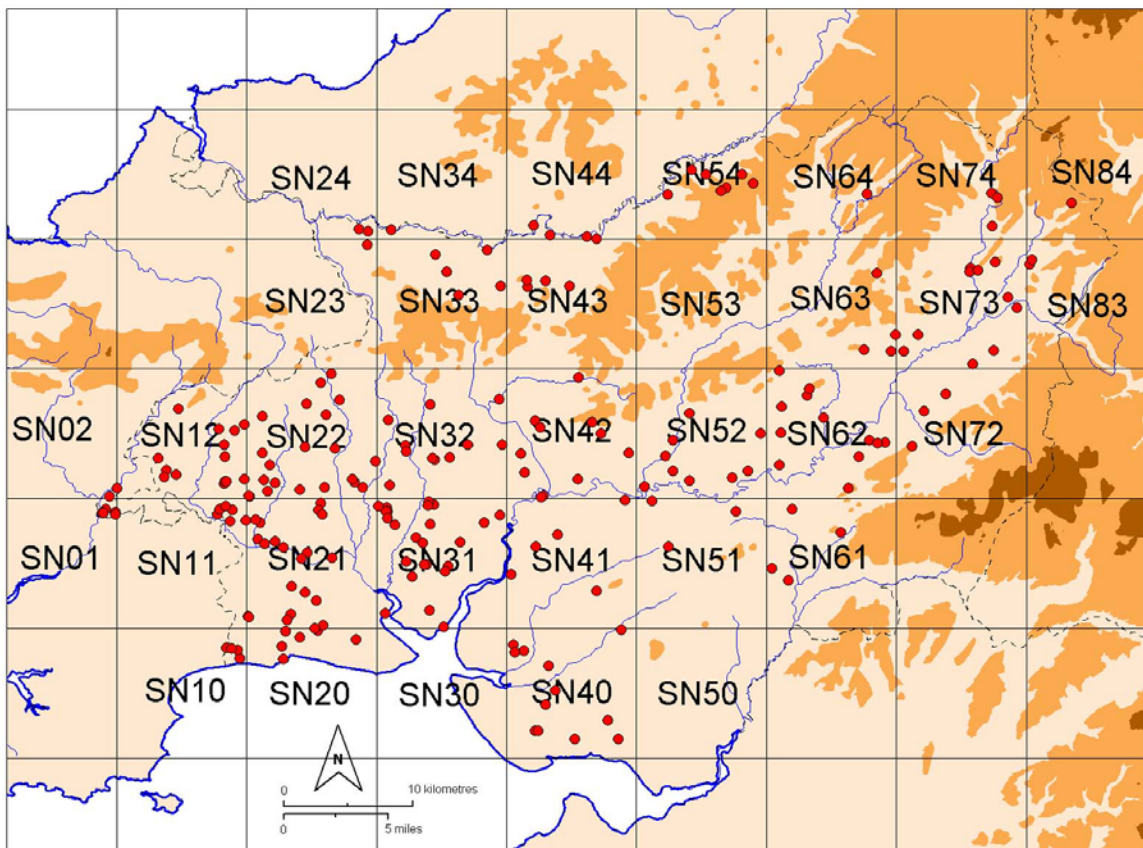 SN24 SN34 SN44 SN54 SN64 SN74 SN84
SN23 SN33 SN43 SN53 SN63 SN73 SN83
SN02 SN12 SN22 SN32 SN42 SN52 SN62 SN72
SN01 SN11 SN21 SN31 SN41 SN51 SN61
SN10 SN20 SN30 SN40 SN50
N
0 10 kilometres
0 5 miles